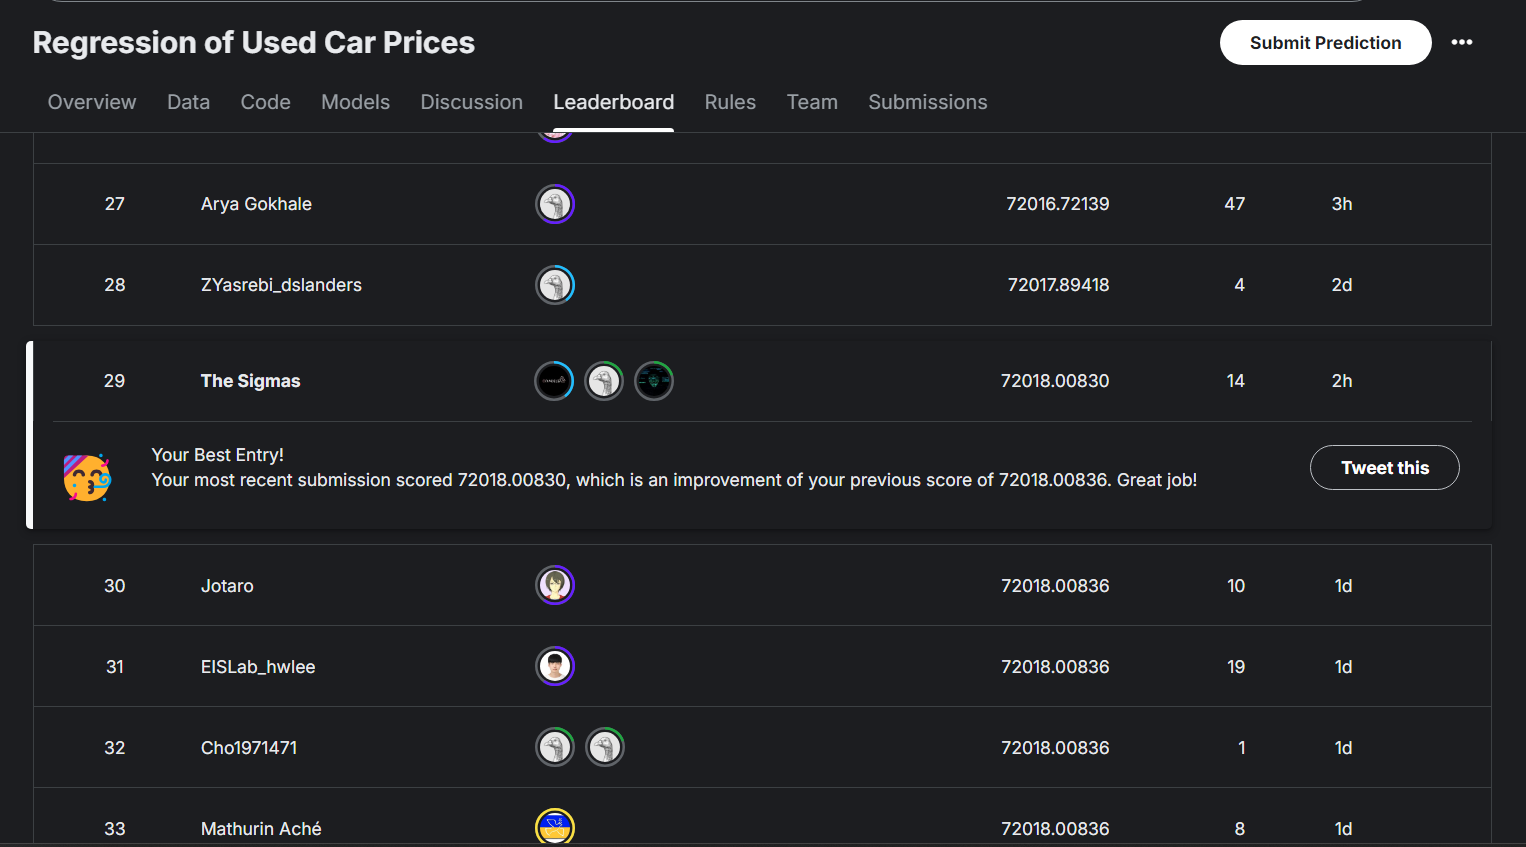 Regression of Used Car Prices
Submit Prediction
Overview Data Code Models Discussion Leaderboard Rules Team Submissions
27 Arya Gokhale 72016.72139 47 3h
28 ZYasrebi_dslanders 72017.89418 4 2d
29 The Sigmas 72018.00830 14 2h
Your Best Entry!
Your most recent submission scored 72018.00830, which is an improvement of your previous score of 72018.00836. Great job!
Tweet this
30 Jotaro 72018.00836 10 1d
31 EISLab_hwlee 72018.00836 19 1d
32 Cho1971471 72018.00836 1 1d
33 Mathurin Aché 72018.00836 8 1d